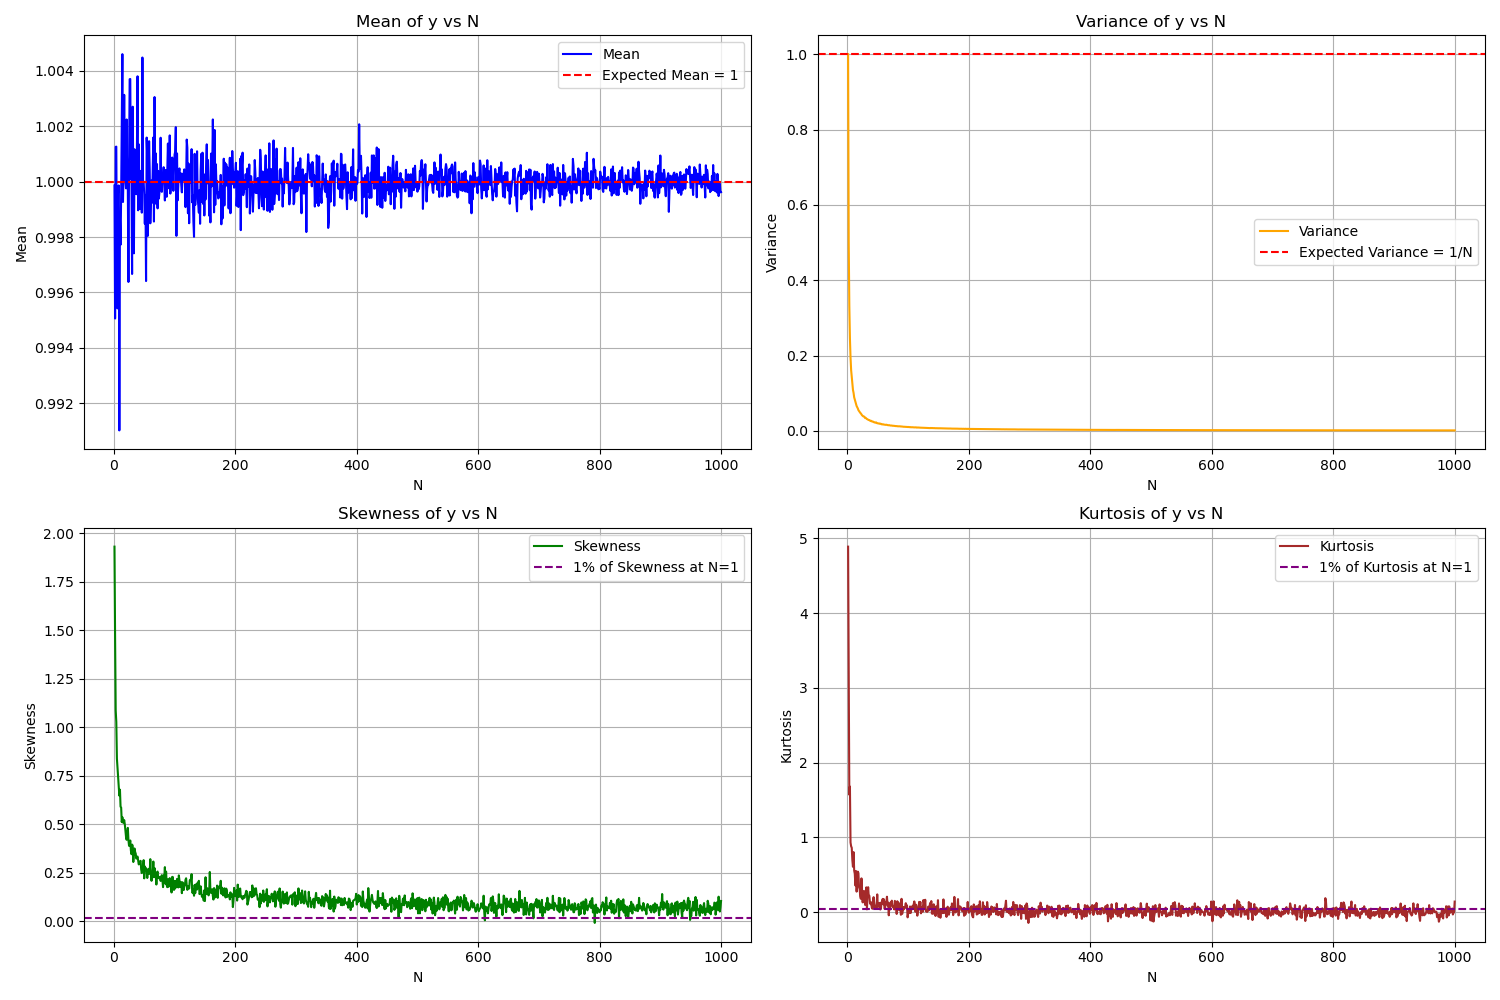 Mean of y vs N
Mean
Expected Mean = 1
1.004
1.002
1.000
0.998
0.996
0.994
0.992
Mean
0
200
400
600
800
1000
N
Variance of y vs N
Variance
Expected Variance = 1/N
1.0
0.8
0.6
0.4
0.2
0.0
Variance
0
200
400
600
800
1000
N
Skewness of y vs N
Skewness
1% of Skewness at N=1
2.00
1.75
1.50
1.25
1.00
0.75
0.50
0.25
0.00
Skewness
0
200
400
600
800
1000
N
Kurtosis of y vs N
Kurtosis
1% of Kurtosis at N=1
5
4
3
2
1
0
Kurtosis
0
200
400
600
800
1000
N